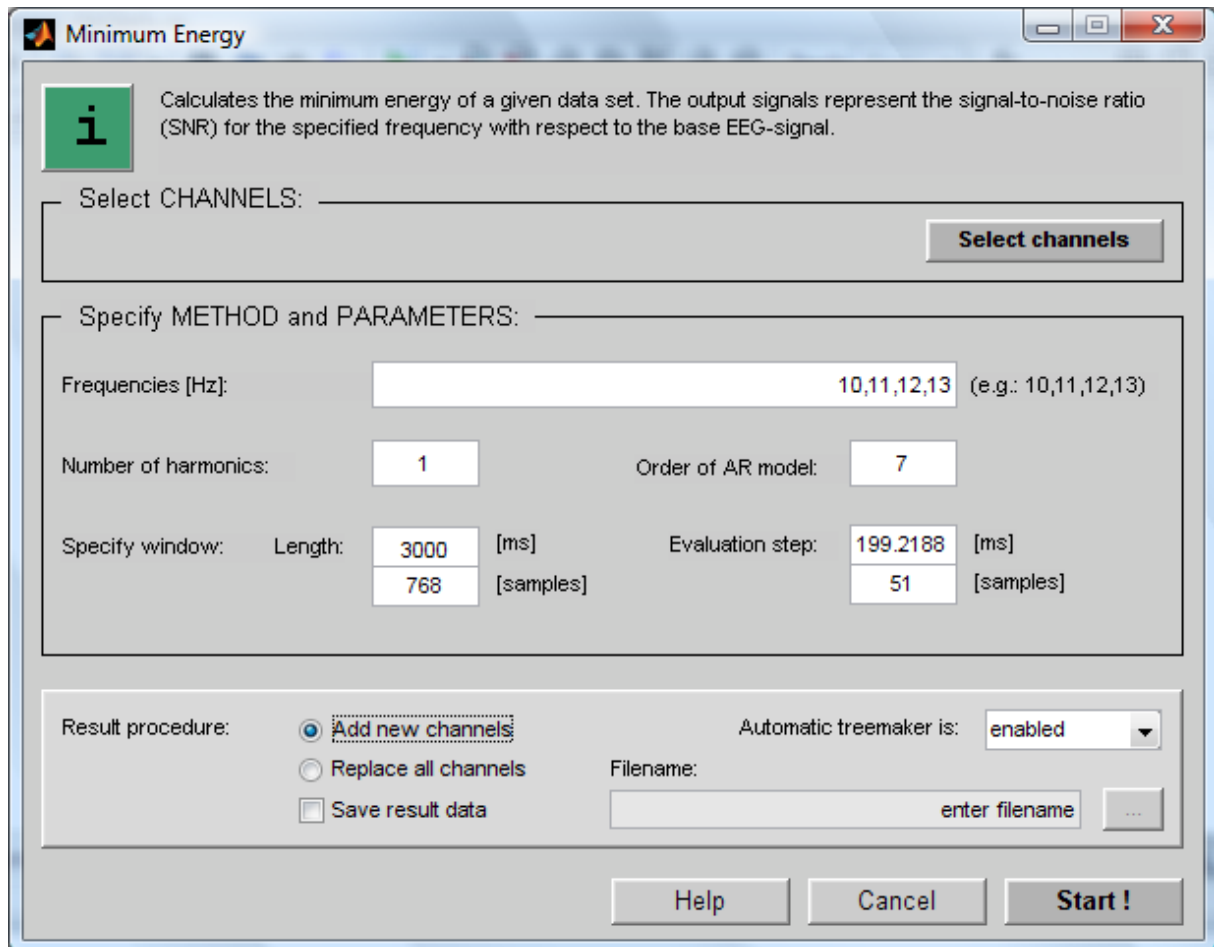 Minimum Energy
i
Calculates the minimum energy of a given data set. The output signals represent the signal-to-noise ratio
(SNR) for the specified frequency with respect to the base EEG-signal.
Select CHANNELS:
Select channels
Specify METHOD and PARAMETERS:
Frequencies [Hz]: 10,11,12,13 (e.g.: 10,11,12,13)
Number of harmonics: 1 Order of AR model: 7
Specify window: Length: 3000 [ms] Evaluation step: 199.2188 [ms]
768 [samples] 51 [samples]
Result procedure: Add new channels Automatic treemaker is: enabled
Replace all channels Filename:
Save result data enter filename ...
Help Cancel Start !